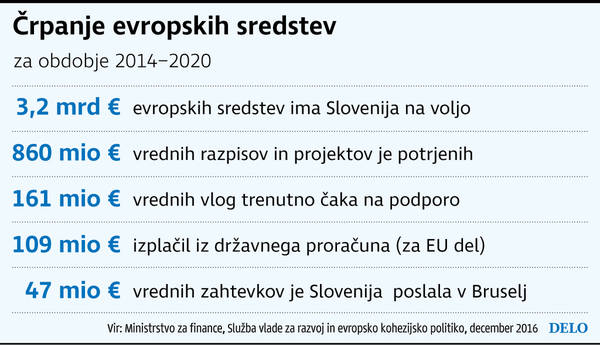 Črpanje evropskih sredstev
za obdobje 2014–2020
3,2 mrd € evropskih sredstev ima Slovenija na voljo
860 mio € vrednih razpisov in projektov je potrjenih
161 mio € vrednih vlog trenutno čaka na podporo
109 mio € izplačil iz državnega proračuna (za EU del)
47 mio € vrednih zahtevkov je Slovenija poslala v Bruselj
Vir: Ministrstvo za finance, Služba vlade za razvoj in evropsko kohezijsko politiko, december 2016 DELO